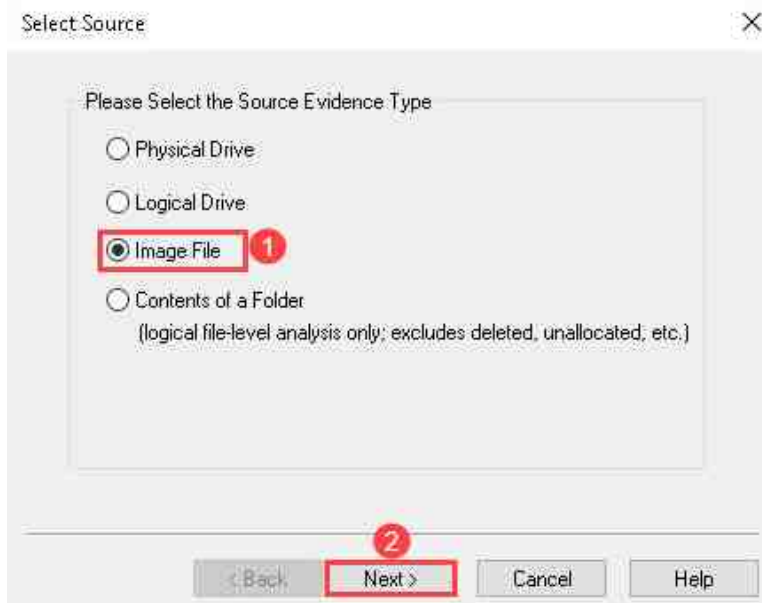 Select Source
Please Select the Source Evidence Type
Physical Drive
Logical Drive
Image File 1
Contents of a Folder
(logical file-level analysis only; excludes deleted, unallocated, etc.)
2
< Back Next > Cancel Help